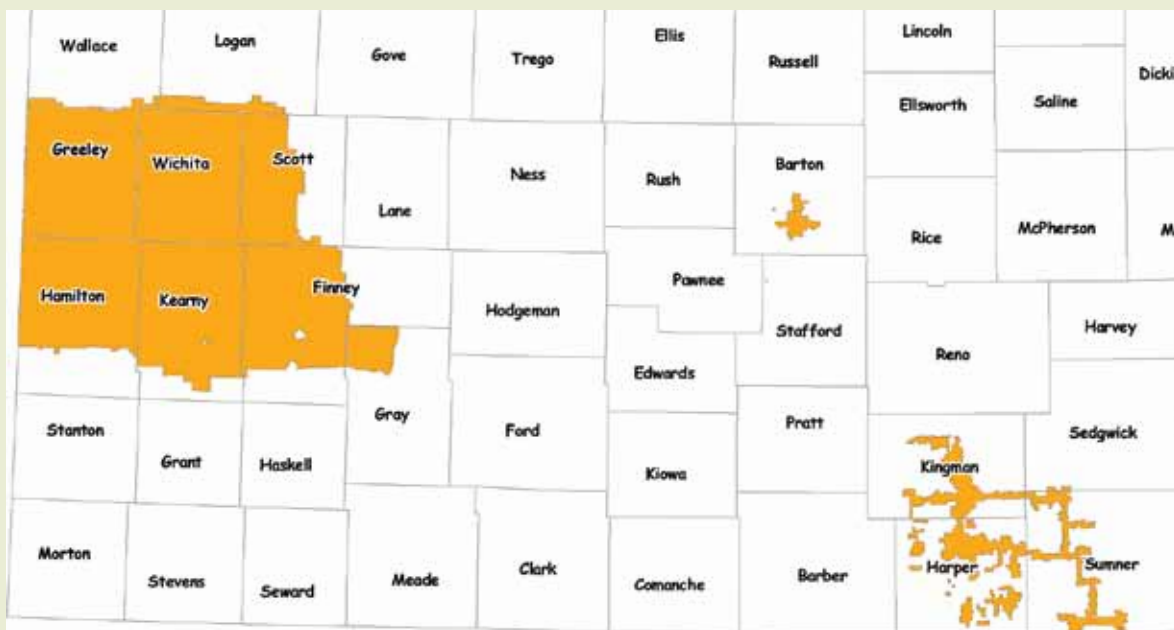 Wallace
Logan
Gove
Trego
Ellis
Russell
Lincoln
Ellsworth
Saline
Dicki
Greeley
Wichita
Scott
Lane
Ness
Rush
Barton
Rice
McPherson
M
Hamilton
Kearny
Finney
Hodgeman
Pawnee
Stafford
Reno
Harvey
Stanton
Grant
Haskell
Gray
Ford
Edwards
Kiowa
Pratt
Kingman
Sedgwick
Morton
Stevens
Seward
Meade
Clark
Comanche
Barber
Harper
Sumner